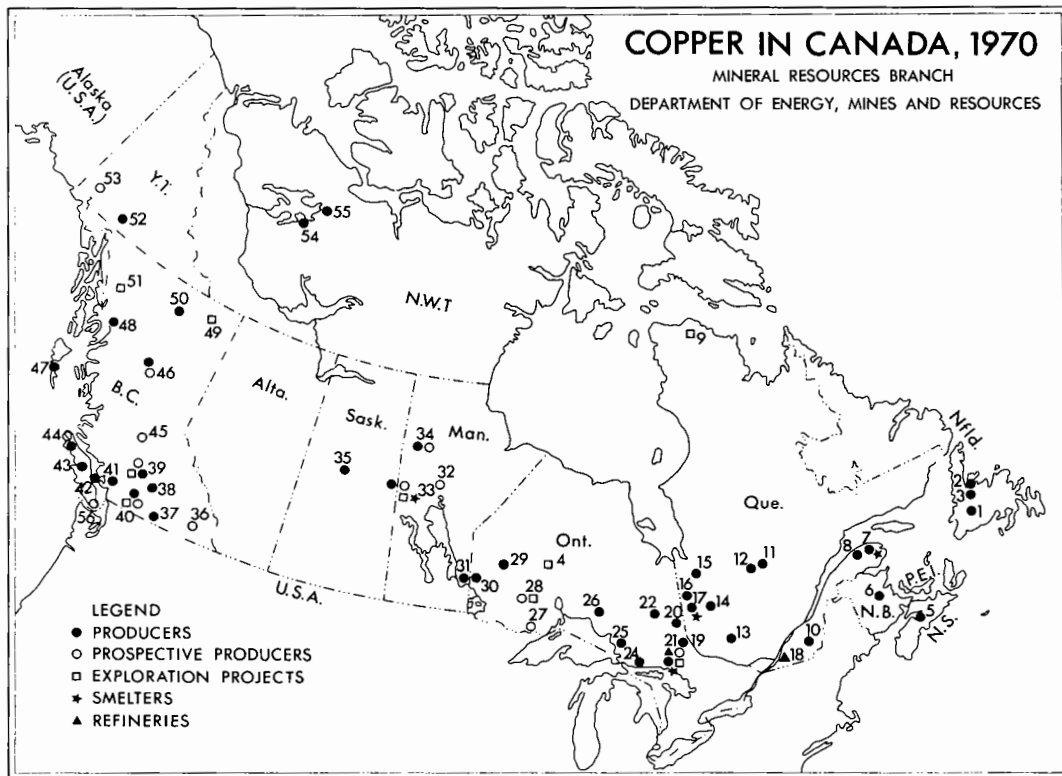 COPPER IN CANADA, 1970
MINERAL RESOURCES BRANCH
DEPARTMENT OF ENERGY, MINES AND RESOURCES
Alaska
(U.S.A.)
53
Y.T.
52
55
54
51
50
49
N.W.T
48
9
47
46
B.C.
Alta.
Sask.
Man.
Nfld.
44
45
34
35
43
41
39
32
33
42
38
Que.
2
3
1
56
40
37
36
Ont.
29
4
15
12
11
8
7
31
30
28
16
17
14
P.E.I.
6
N.B.
5
N.S.
U.S.A.
27
26
22
20
25
21
19
13
10
24
18
LEGEND
PRODUCERS
PROSPECTIVE PRODUCERS
EXPLORATION PROJECTS
SMELTERS
REFINERIES